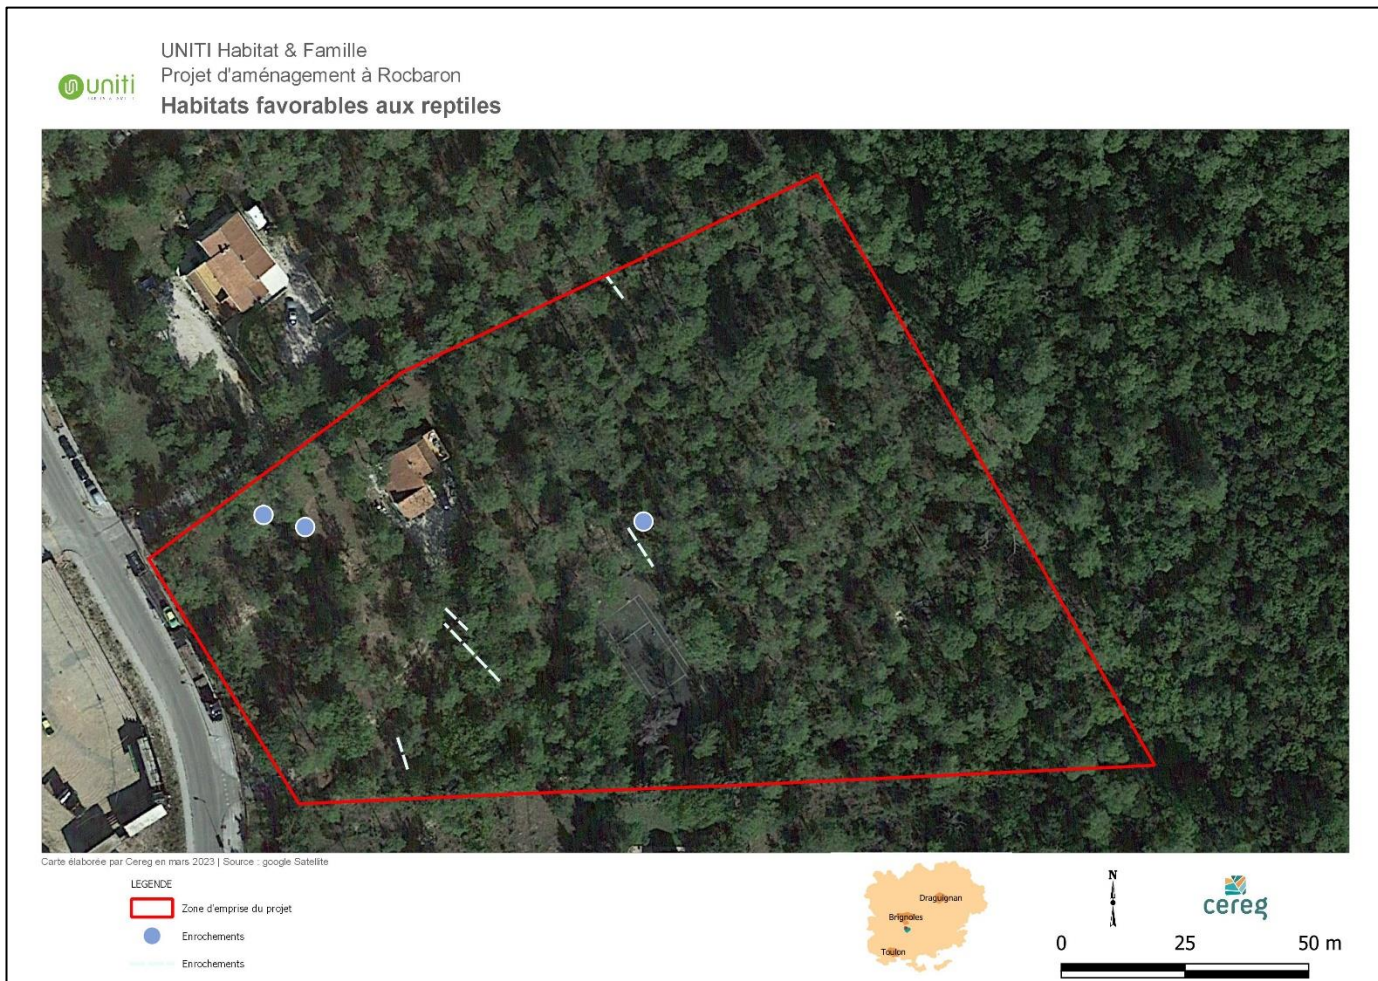 UNITI Habitat & Famille
Projet d'aménagement à Rocbaron
uniti
Habitats favorables aux reptiles
Carte élaborée par Cereg en mars 2023 | Source : google Satellite
LEGENDE
Zone d'emprise du projet
Enrochements
Enrochements
Draguignan
Brignoles
Toulon
N
cereg
0 25 50 m